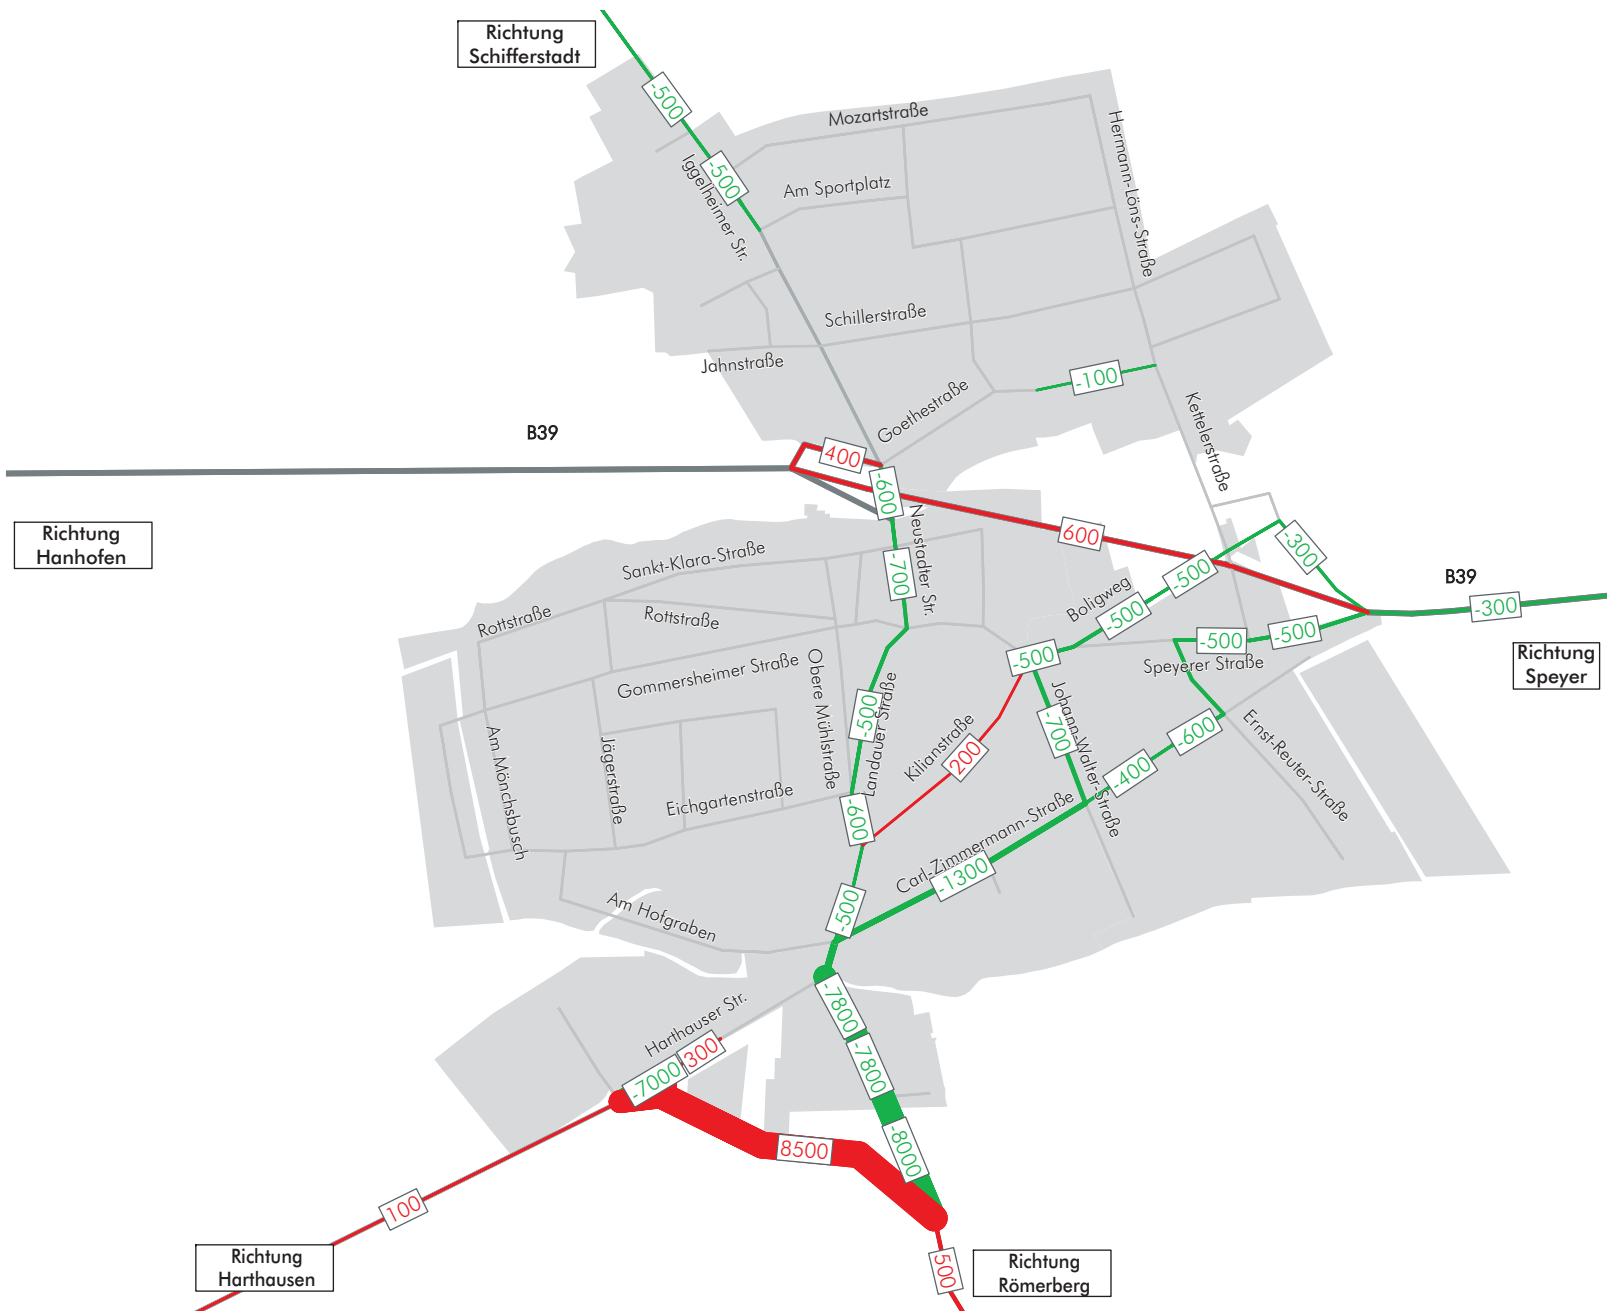 Richtung
Schifferstadt
-500
Mozartstraße
Hermann-Löns-Straße
-500
Iggelheimer Str.
Am Sportplatz
Schillerstraße
Jahnstraße
-100
Goethestraße
Kettelerstraße
B39
400
-600
600
Richtung
Hanhofen
Neustadter Str.
Sankt-Klara-Straße
-700
-300
-500
B39
-300
Boligweg
-500
Rottstraße
Rottstraße
-500
-500
-500
Speyerer Straße
Richtung
Speyer
Gommersheimer Straße
Obere Mühlstraße
-500
Landauer Straße
Johann-Walter-Straße
-700
Kilianstraße
200
-600
Ernst-Reuter-Straße
Am Mönchsbusch
Jägerstraße
Eichgartenstraße
-600
-400
Carl-Zimmermann-Straße
-1300
-500
Am Hofgraben
Harthauser Str.
-7800
300
-7000
-7800
8500
-8000
100
Richtung
Harthausen
500
Richtung
Römerberg